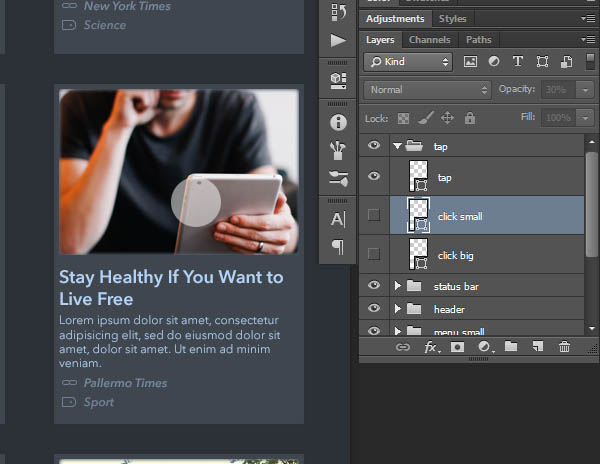 New York Times
Science
Stay Healthy If You Want to
Live Free
Lorem ipsum dolor sit amet, consectetur
adipisicing elit, sed do eiusmod dolor sit
amet, dolor sit amet. Ut enim ad minim
veniam.
Pallermo Times
Sport
Adjustments Styles
Layers Channels Paths
Kind
Normal Opacity: 30%
Lock: Fill: 100%
tap
tap
click small
click big
status bar
header
menu small
fx